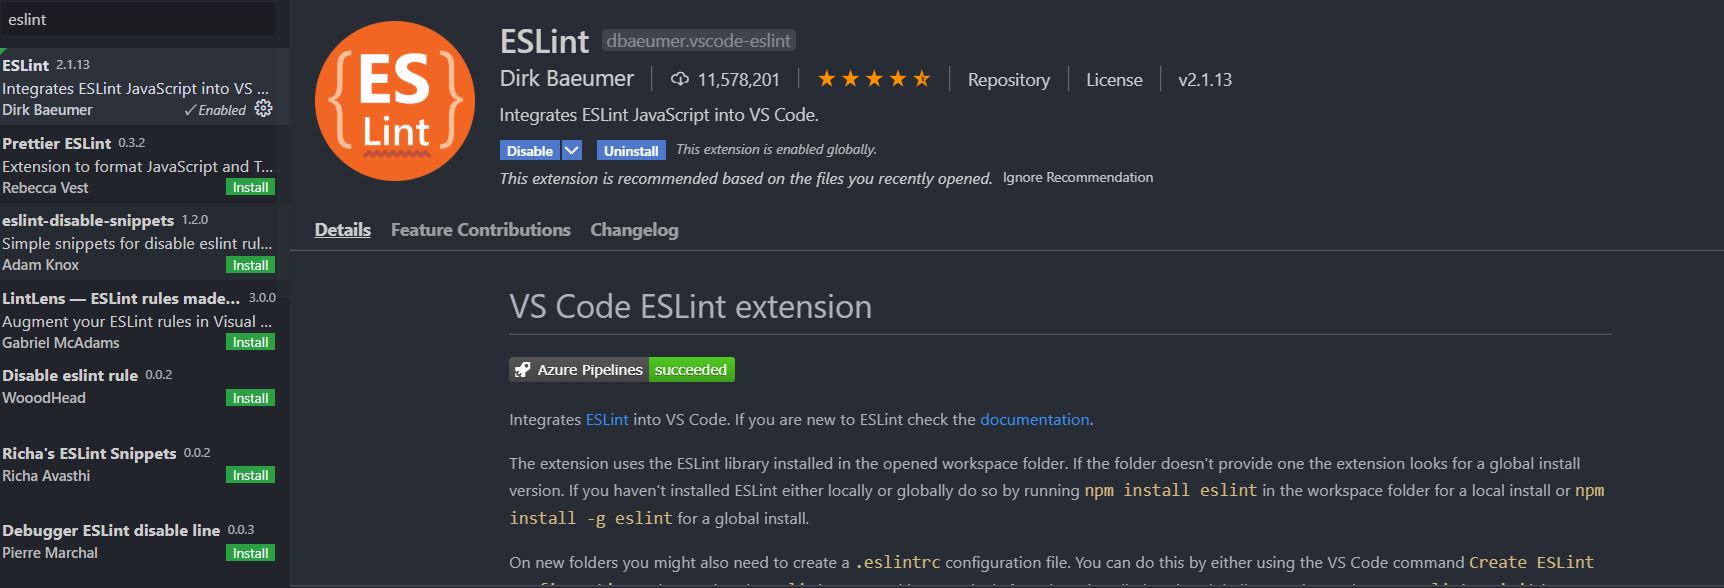 eslint
ESLint 2.1.13
Integrates ESLint JavaScript into VS ...
Dirk Baeumer ✓ Enabled
Prettier ESLint 0.3.2
Extension to format JavaScript and T...
Rebecca Vest Install
eslint-disable-snippets 1.2.0
Simple snippets for disable eslint rul...
Adam Knox Install
LintLens — ESLint rules made... 3.0.0
Augment your ESLint rules in Visual ...
Gabriel McAdams Install
Disable eslint rule 0.0.2
WooodHead Install
Richa's ESLint Snippets 0.0.2
Richa Avasthi Install
Debugger ESLint disable line 0.0.3
Pierre Marchal Install
{ES
Lint}
ESLint dbaeumer.vscode-eslint
Dirk Baeumer | 11,578,201 | ★★★★⯪ | Repository | License | v2.1.13
Integrates ESLint JavaScript into VS Code.
Disable Uninstall This extension is enabled globally.
This extension is recommended based on the files you recently opened. Ignore Recommendation
Details Feature Contributions Changelog
VS Code ESLint extension
Azure Pipelines succeeded
Integrates ESLint into VS Code. If you are new to ESLint check the documentation.
The extension uses the ESLint library installed in the opened workspace folder. If the folder doesn't provide one the extension looks for a global install
version. If you haven't installed ESLint either locally or globally do so by running npm install eslint in the workspace folder for a local install or npm
install -g eslint for a global install.
On new folders you might also need to create a .eslintrc configuration file. You can do this by either using the VS Code command Create ESLint